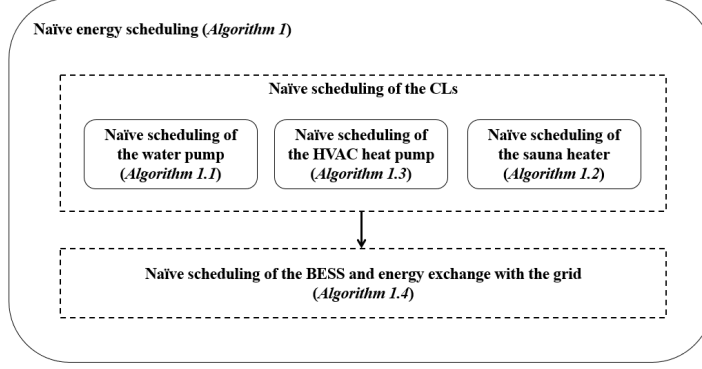 Naïve energy scheduling (Algorithm 1)
Naïve scheduling of the CLs
Naïve scheduling of
the water pump
(Algorithm 1.1)
Naïve scheduling of
the HVAC heat pump
(Algorithm 1.3)
Naïve scheduling of
the sauna heater
(Algorithm 1.2)
Naïve scheduling of the BESS and energy exchange with the grid
(Algorithm 1.4)